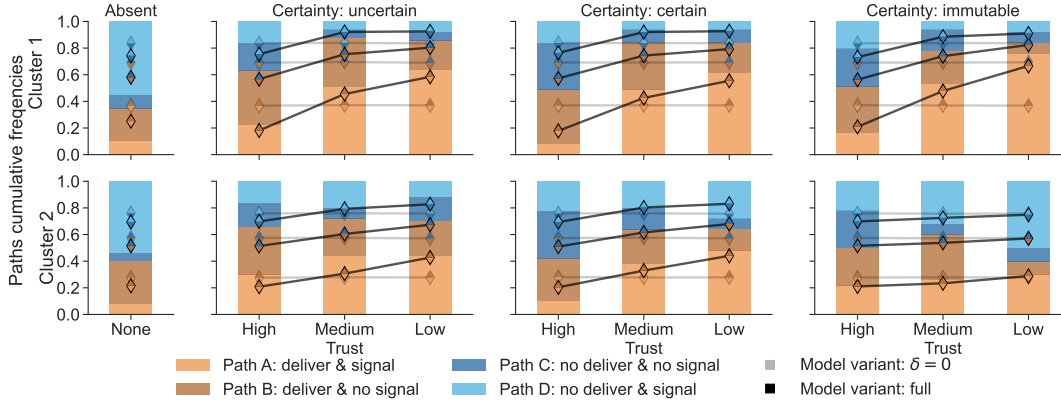 Absent
Certainty: uncertain
Certainty: certain
Certainty: immutable
Paths cumulative freqencies
Cluster 1
Cluster 2
1.0
0.8
0.6
0.4
0.2
0.0
1.0
0.8
0.6
0.4
0.2
0.0
None
High Medium Low
High Medium Low
High Medium Low
Trust
Trust
Trust
Path A: deliver & signal
Path B: deliver & no signal
Path C: no deliver & no signal
Path D: no deliver & signal
Model variant: δ = 0
Model variant: full